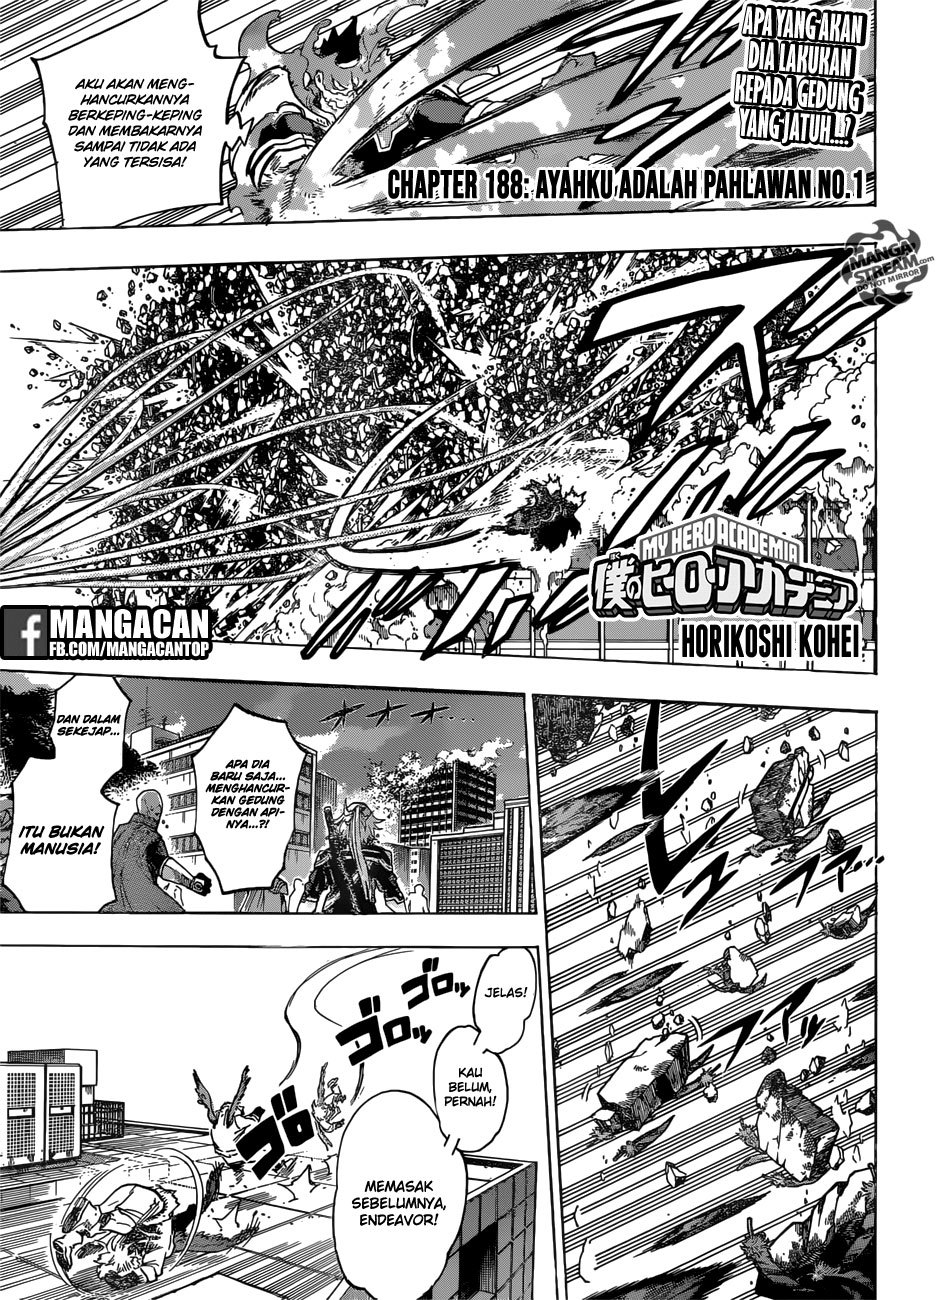 APA YANG AKAN
DIA LAKUKAN
KEPADA GEDUNG
YANG JATUH...?
AKU AKAN MENG-
HANCURKANNYA
BERKEPING-KEPING
DAN MEMBAKARNYA
SAMPAI TIDAK ADA
YANG TERSISA!
CHAPTER 188: AYAHKU ADALAH PAHLAWAN NO.1
MANGA
STREAM.com
DO NOT MIRROR!
MY HERO ACADEMIA
僕のヒーローアカデミア
HORIKOSHI KOHEI
MANGACAN
FB.COM/MANGACANTOP
APA DIA
BARU SAJA...
MENGHANCUR-
KAN GEDUNG
DENGAN API-
NYA...?!
DAN DALAM
SEKEJAP...
ITU BUKAN
MANUSIA!
JELAS!
KAU
BELUM,
PERNAH!
MEMASAK
SEBELUMNYA,
ENDEAVOR!
ゴロッ
ゴロッ
ゴロ